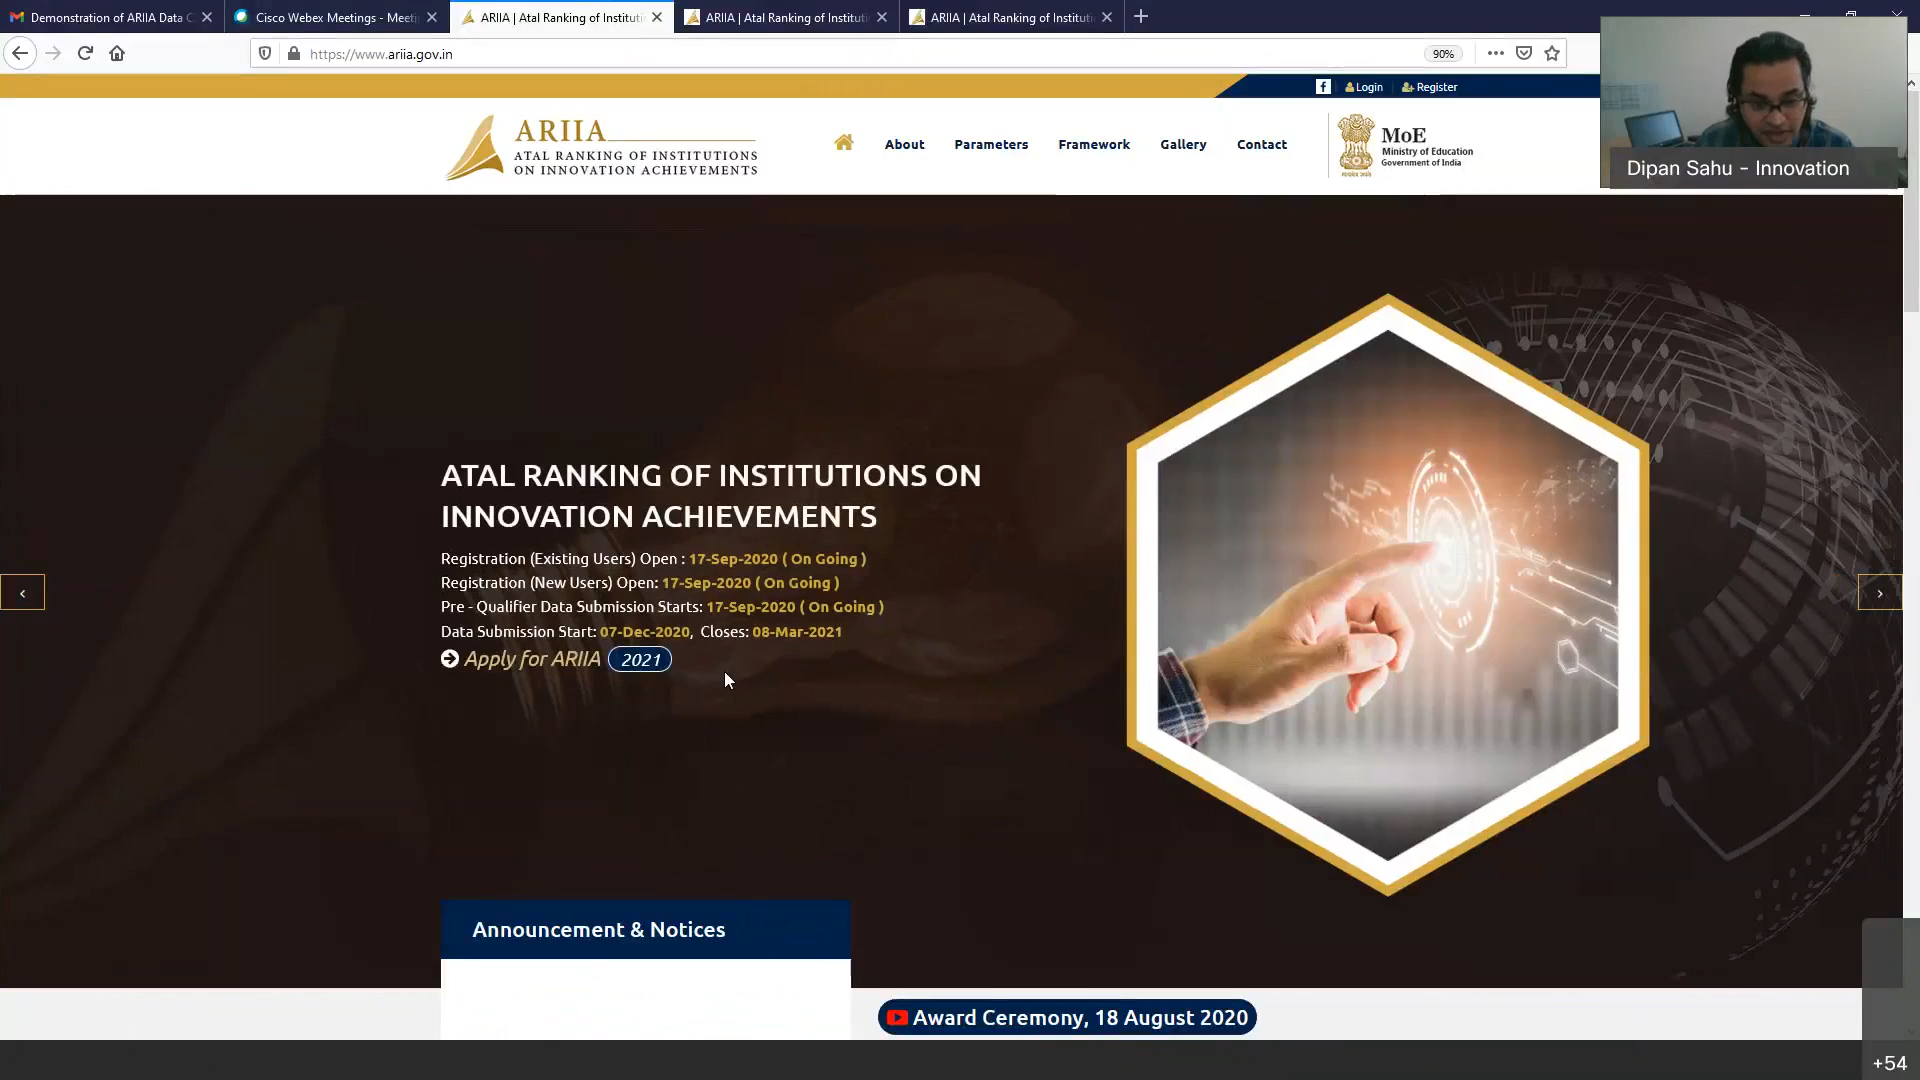 Demonstration of ARIIA Data C
Cisco Webex Meetings - Meeti
ARIIA | Atal Ranking of Instituti
ARIIA | Atal Ranking of Instituti
ARIIA | Atal Ranking of Instituti
https://www.ariia.gov.in
90%
Login
Register
ARIIA
ATAL RANKING OF INSTITUTIONS
ON INNOVATION ACHIEVEMENTS
About
Parameters
Framework
Gallery
Contact
MoE
Ministry of Education
Government of India
Dipan Sahu - Innovation
ATAL RANKING OF INSTITUTIONS ON
INNOVATION ACHIEVEMENTS
Registration (Existing Users) Open : 17-Sep-2020 ( On Going )
Registration (New Users) Open: 17-Sep-2020 ( On Going )
Pre - Qualifier Data Submission Starts: 17-Sep-2020 ( On Going )
Data Submission Start: 07-Dec-2020, Closes: 08-Mar-2021
Apply for ARIIA 2021
Announcement & Notices
Award Ceremony, 18 August 2020
+54